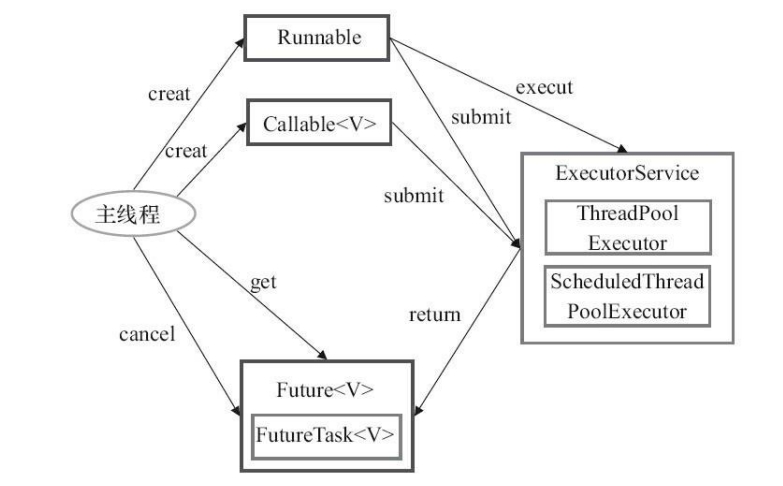 Runnable
execut
creat
submit
Callable<V>
creat
ExecutorService
submit
主线程
ThreadPool
Executor
ScheduledThread
PoolExecutor
get
return
cancel
Future<V>
FutureTask<V>